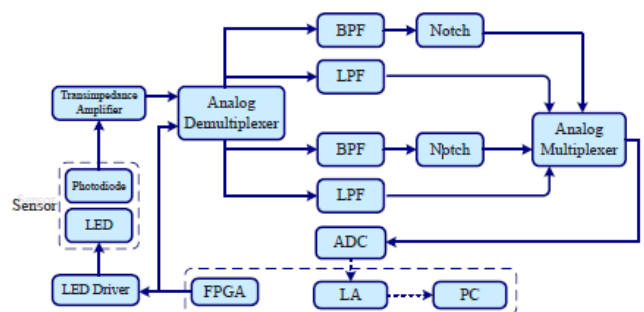 BPF
Notch
Transimpedance
Amplifier
LPF
Analog
Demultiplexer
Analog
Multiplexer
BPF
Nptch
Photodiode
LPF
Sensor
LED
ADC
LED Driver
FPGA
LA
PC